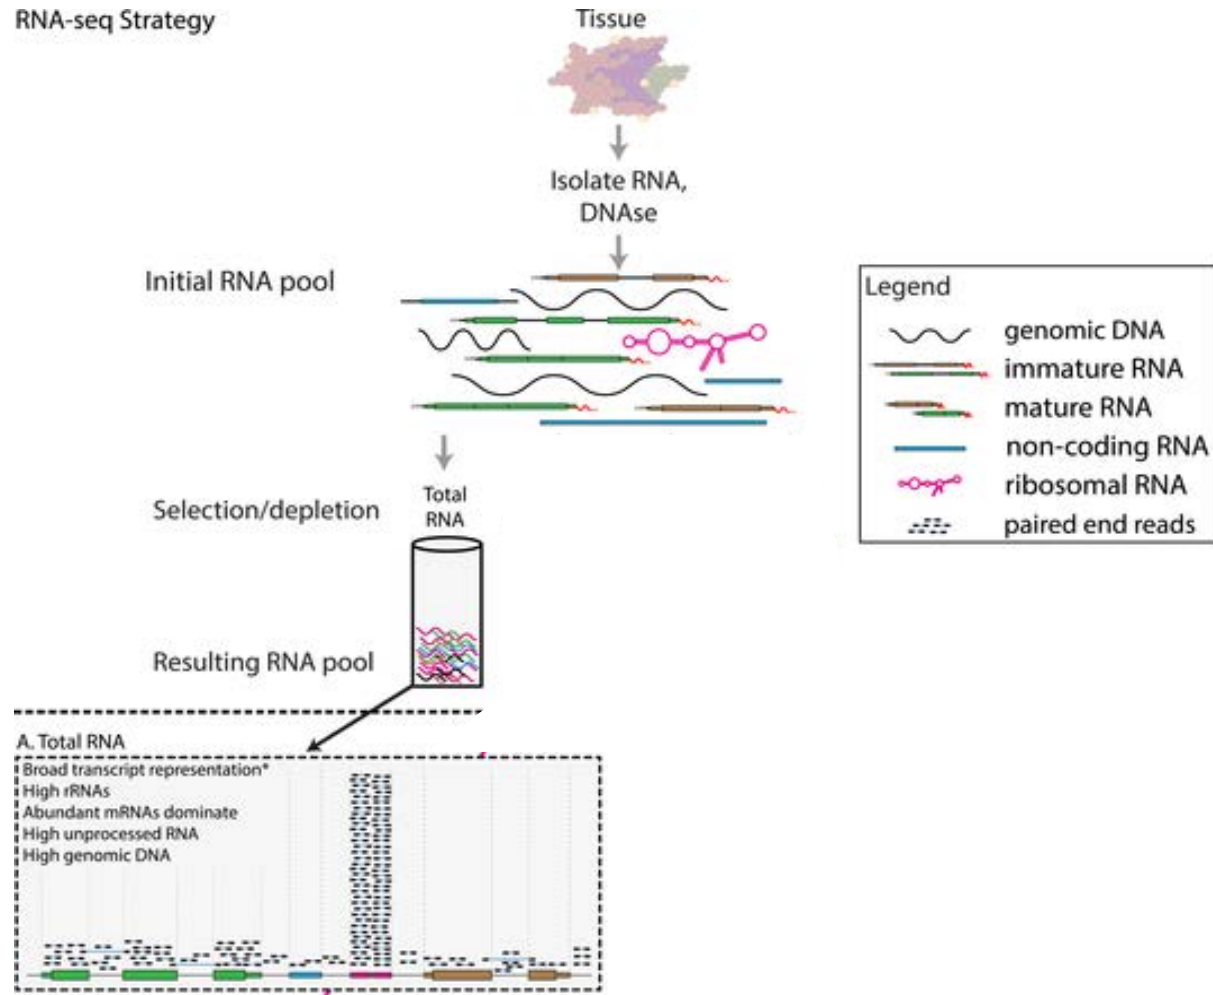 RNA-seq Strategy
Tissue
Isolate RNA,
DNAse
Initial RNA pool
Legend
genomic DNA
immature RNA
mature RNA
non-coding RNA
ribosomal RNA
paired end reads
Selection/depletion
Total
RNA
Resulting RNA pool
A. Total RNA
Broad transcript representation*
High rRNAs
Abundant mRNAs dominate
High unprocessed RNA
High genomic DNA